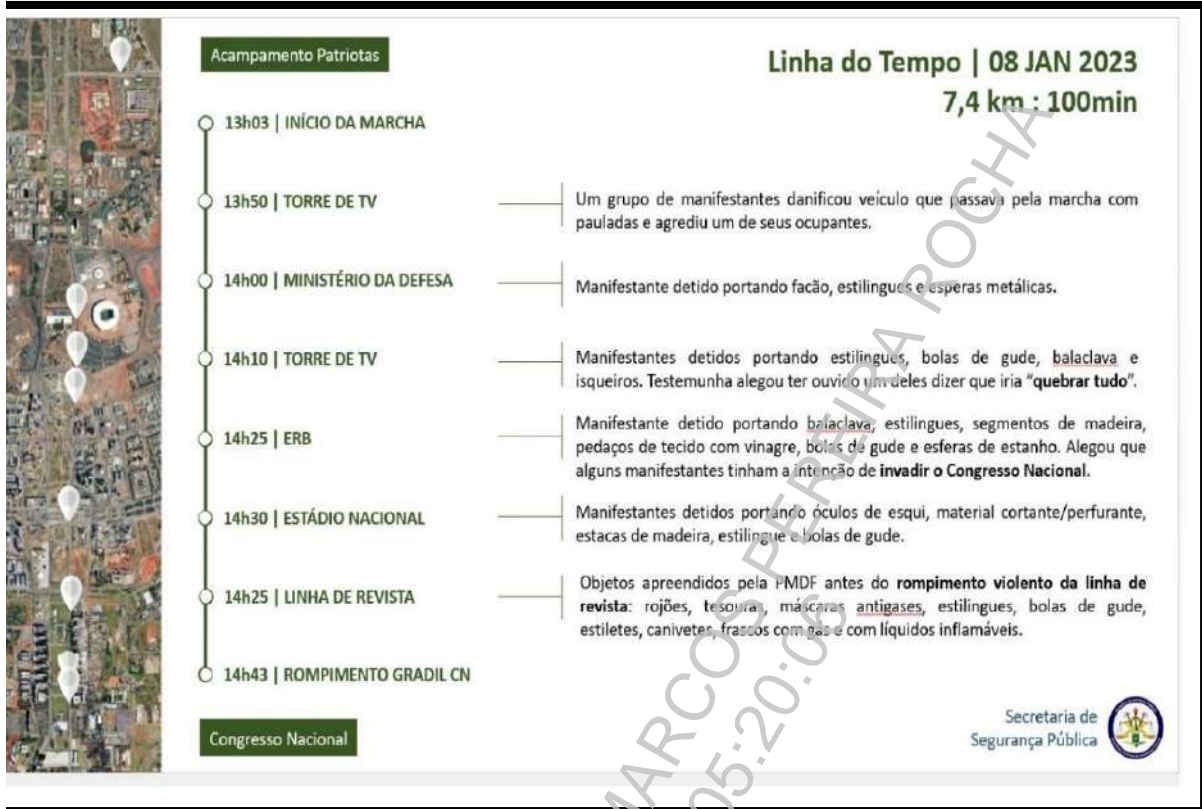 Acampamento Patriotas
Linha do Tempo | 08 JAN 2023
7,4 km : 100min
13h03 | INÍCIO DA MARCHA
13h50 | TORRE DE TV
Um grupo de manifestantes danificou veículo que passava pela marcha com
pauladas e agrediu um de seus ocupantes.
14h00 | MINISTÉRIO DA DEFESA
Manifestante detido portando facão, estilingues e esperas metálicas.
14h10 | TORRE DE TV
Manifestantes detidos portando estilingues, bolas de gude, balaclava e
isqueiros. Testemunha alegou ter ouvido um deles dizer que iria "quebrar tudo".
14h25 | ERB
Manifestante detido portando balaclava, estilingues, segmentos de madeira,
pedaços de tecido com vinagre, bolas de gude e esferas de estanho. Alegou que
alguns manifestantes tinham a intenção de invadir o Congresso Nacional.
14h30 | ESTÁDIO NACIONAL
Manifestantes detidos portando óculos de esqui, material cortante/perfurante,
estacas de madeira, estilingue e bolas de gude.
14h25 | LINHA DE REVISTA
Objetos apreendidos pela PMDF antes do rompimento violento da linha de
revista: rojões, tesouras, máscaras antigases, estilingues, bolas de gude,
estiletes, canivetes, frascos com gás e com líquidos inflamáveis.
14h43 | ROMPIMENTO GRADIL CN
Congresso Nacional
Secretaria de
Segurança Pública
MARCOS PEREIRA ROCHA
05:20:06